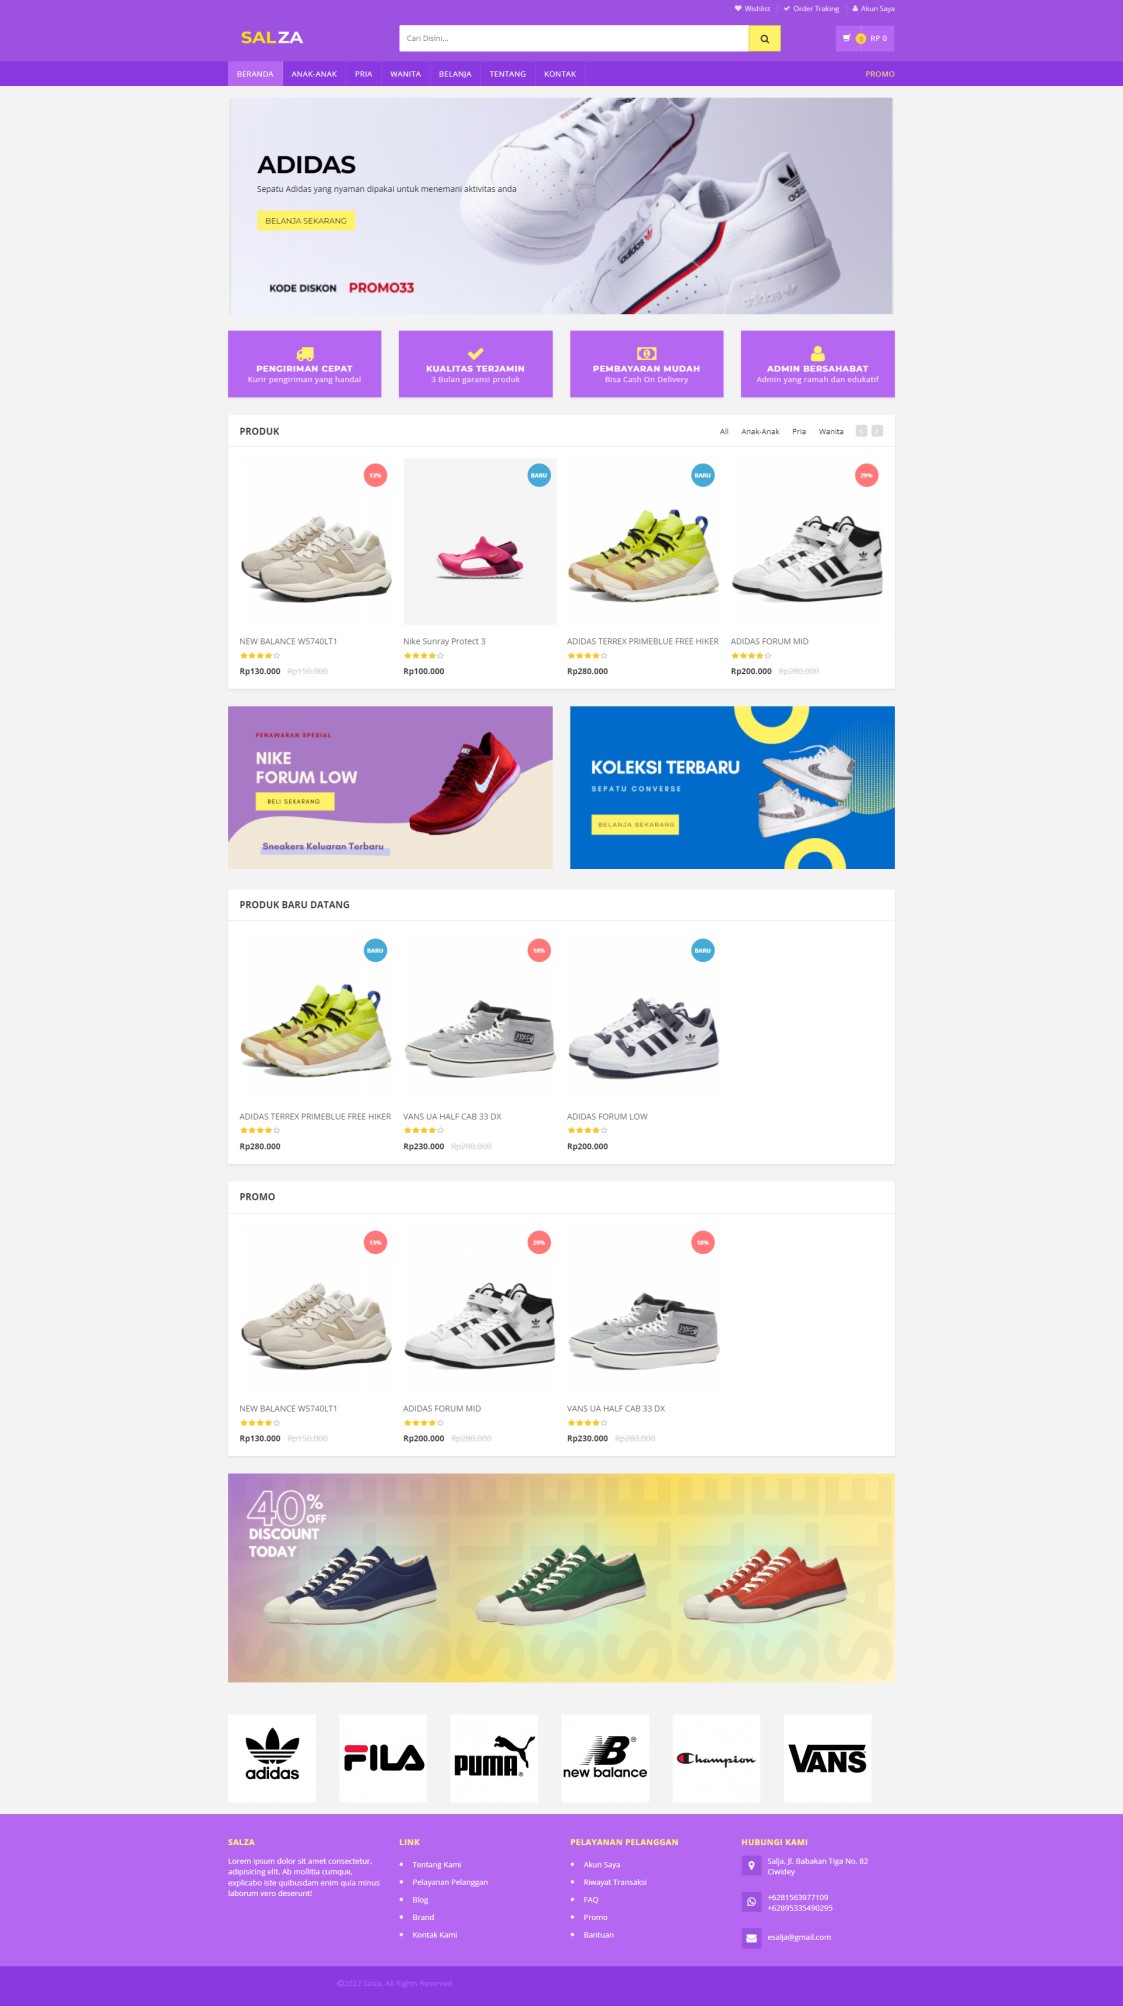 Wishlist
Order Traking
Akun Saya
SALZA
Cari Disini...
0
RP 0
BERANDA
ANAK-ANAK
PRIA
WANITA
BELANJA
TENTANG
KONTAK
PROMO
ADIDAS
Sepatu Adidas yang nyaman dipakai untuk menemani aktivitas anda
BELANJA SEKARANG
KODE DISKON PROMO33
adidas
adidas
adidas
PENGIRIMAN CEPAT
Kurir pengiriman yang handal
KUALITAS TERJAMIN
3 Bulan garansi produk
PEMBAYARAN MUDAH
Bisa Cash On Delivery
ADMIN BERSAHABAT
Admin yang ramah dan edukatif
PRODUK
All
Anak-Anak
Pria
Wanita
13%
BARU
BARU
29%
NEW BALANCE W5740LT1
Rp130.000 Rp150.000
Nike Sunray Protect 3
Rp100.000
ADIDAS TERREX PRIMEBLUE FREE HIKER
Rp280.000
ADIDAS FORUM MID
Rp200.000 Rp280.000
PENAWARAN SPESIAL
NIKE
FORUM LOW
BELI SEKARANG
Sneakers Keluaran Terbaru
KOLEKSI TERBARU
SEPATU CONVERSE
BELANJA SEKARANG
PRODUK BARU DATANG
BARU
18%
BARU
ADIDAS TERREX PRIMEBLUE FREE HIKER
Rp280.000
VANS UA HALF CAB 33 DX
Rp230.000 Rp280.000
ADIDAS FORUM LOW
Rp200.000
PROMO
13%
29%
18%
NEW BALANCE W5740LT1
Rp130.000 Rp150.000
ADIDAS FORUM MID
Rp200.000 Rp280.000
VANS UA HALF CAB 33 DX
Rp230.000 Rp280.000
40% OFF
DISCOUNT
TODAY
adidas
FILA
PUMA
new balance
Champion
VANS
SALZA
Lorem ipsum dolor sit amet consectetur,
adipisicing elit. Ab mollitia cumque,
explicabo iste quibusdam enim quia minus
laborum vero deserunt!
LINK
Tentang Kami
Pelayanan Pelanggan
Blog
Brand
Kontak Kami
PELAYANAN PELANGGAN
Akun Saya
Riwayat Transaksi
FAQ
Promo
Bantuan
HUBUNGI KAMI
Salja, Jl. Babakan Tiga No. 82
Ciwidey
+6281563977109
+62895335490295
esalja@gmail.com
©2022 Salza. All Rights Reserved